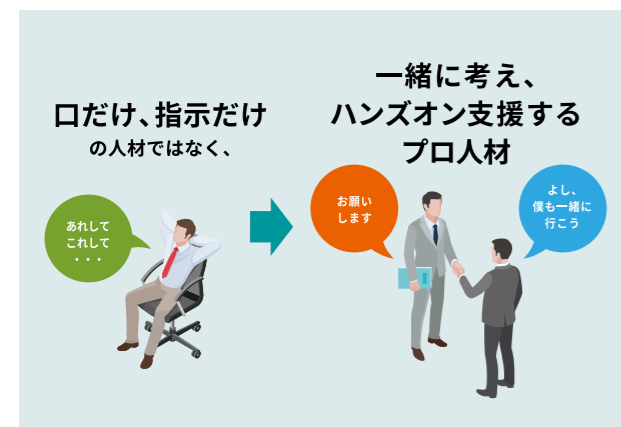 口だけ、指示だけ
の人材ではなく、
あれして
これして
・・・
一緒に考え、
ハンズオン支援する
プロ人材
お願い
します
よし、
僕も一緒に
行こう